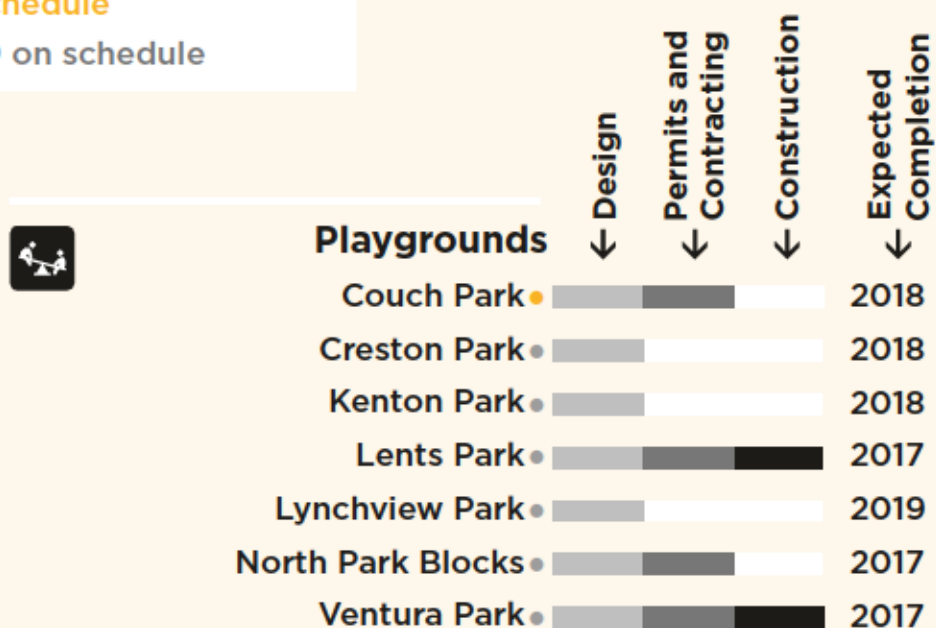 on schedule
Design
Permits and
Contracting
Construction
Expected
Completion
Playgrounds
Couch Park 2018
Creston Park 2018
Kenton Park 2018
Lents Park 2017
Lynchview Park 2019
North Park Blocks 2017
Ventura Park 2017